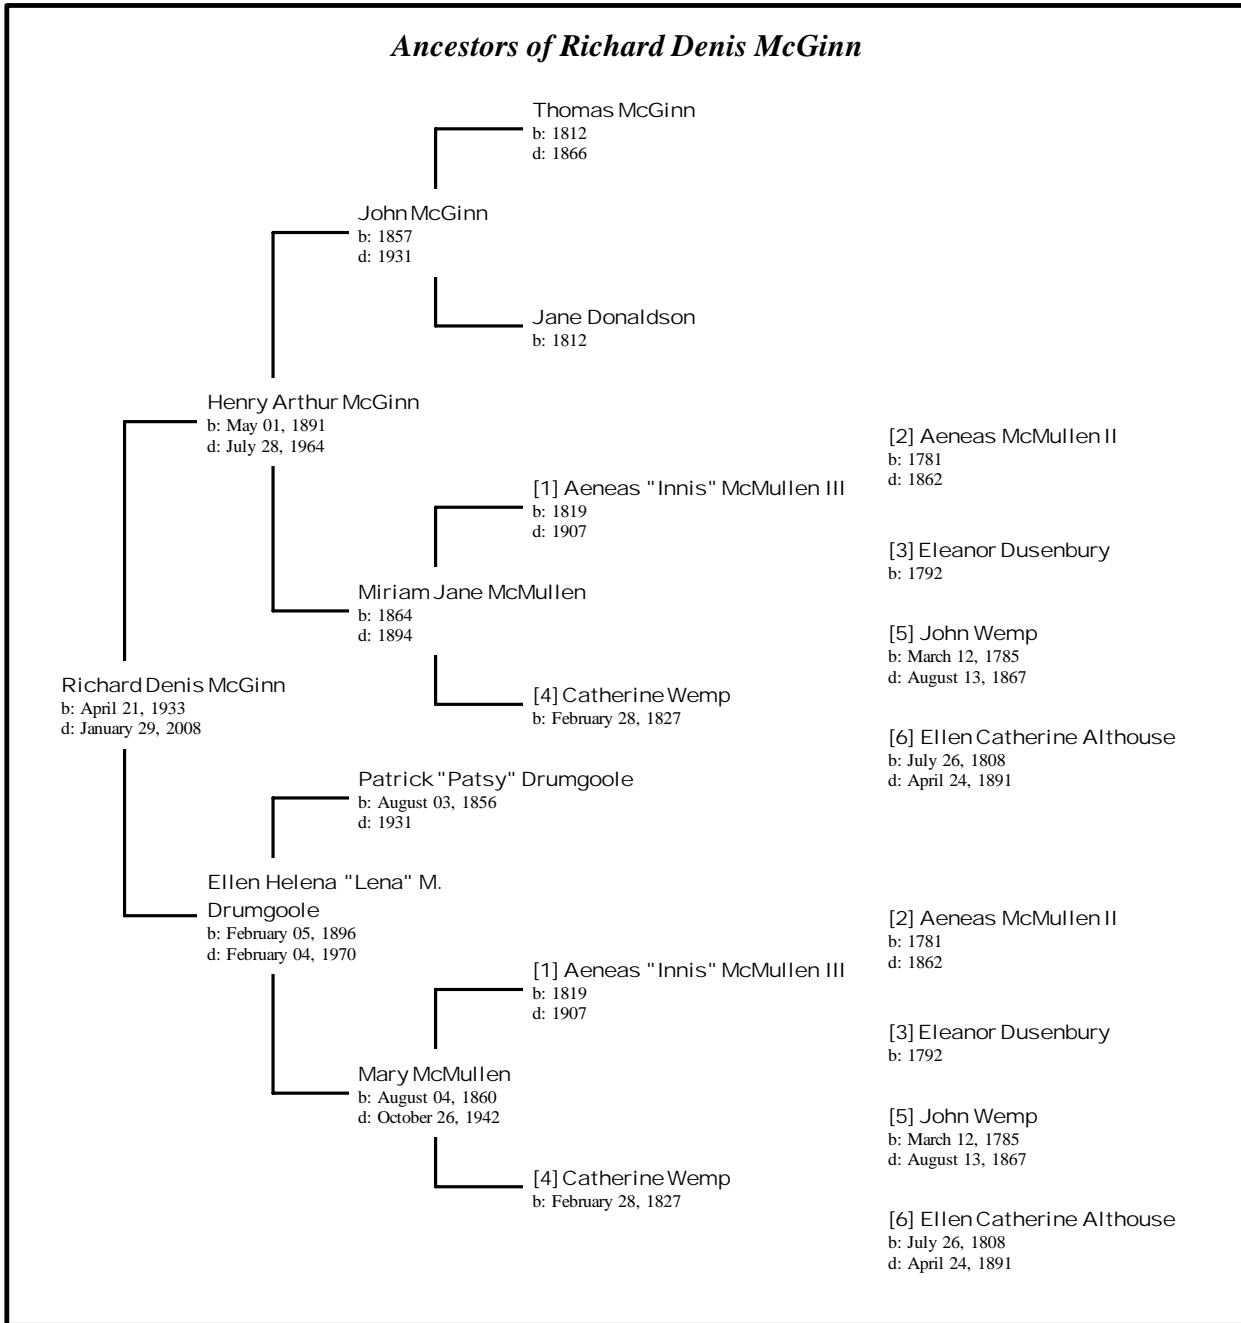 Ancestors of Richard Denis McGinn
Thomas McGinn
b: 1812
d: 1866
John McGinn
b: 1857
d: 1931
Jane Donaldson
b: 1812
Henry Arthur McGinn
b: May 01, 1891
d: July 28, 1964
[2] Aeneas McMullen II
b: 1781
d: 1862
[1] Aeneas "Innis" McMullen III
b: 1819
d: 1907
[3] Eleanor Dusenbury
b: 1792
Miriam Jane McMullen
b: 1864
d: 1894
[5] John Wemp
b: March 12, 1785
d: August 13, 1867
Richard Denis McGinn
b: April 21, 1933
d: January 29, 2008
[4] Catherine Wemp
b: February 28, 1827
[6] Ellen Catherine Althouse
b: July 26, 1808
d: April 24, 1891
Patrick "Patsy" Drumgoole
b: August 03, 1856
d: 1931
Ellen Helena "Lena" M.
Drumgoole
b: February 05, 1896
d: February 04, 1970
[2] Aeneas McMullen II
b: 1781
d: 1862
[1] Aeneas "Innis" McMullen III
b: 1819
d: 1907
[3] Eleanor Dusenbury
b: 1792
Mary McMullen
b: August 04, 1860
d: October 26, 1942
[5] John Wemp
b: March 12, 1785
d: August 13, 1867
[4] Catherine Wemp
b: February 28, 1827
[6] Ellen Catherine Althouse
b: July 26, 1808
d: April 24, 1891